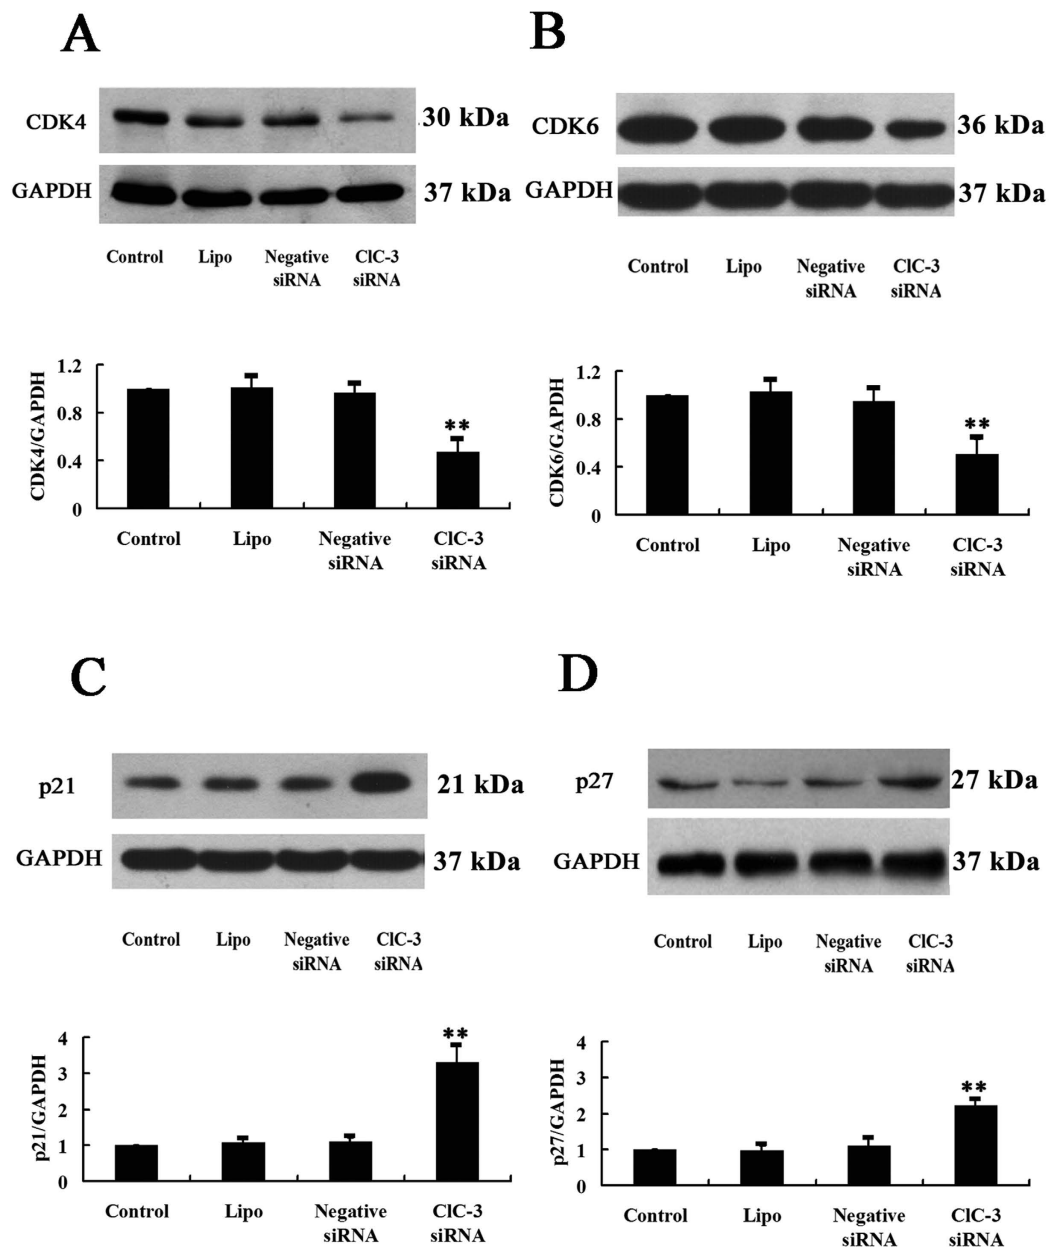 A
CDK4
30 kDa
GAPDH
37 kDa
Control Lipo Negative siRNA ClC-3 siRNA
CDK4/GAPDH
1.2
0.8
0.4
0
**
Control Lipo Negative siRNA ClC-3 siRNA
B
CDK6
36 kDa
GAPDH
37 kDa
Control Lipo Negative siRNA ClC-3 siRNA
CDK6/GAPDH
1.2
0.8
0.4
0
**
Control Lipo Negative siRNA ClC-3 siRNA
C
p21
21 kDa
GAPDH
37 kDa
Control Lipo Negative siRNA ClC-3 siRNA
p21/GAPDH
4
3
2
1
0
**
Control Lipo Negative siRNA ClC-3 siRNA
D
p27
27 kDa
GAPDH
37 kDa
Control Lipo Negative siRNA ClC-3 siRNA
p27/GAPDH
4
3
2
1
0
**
Control Lipo Negative siRNA ClC-3 siRNA